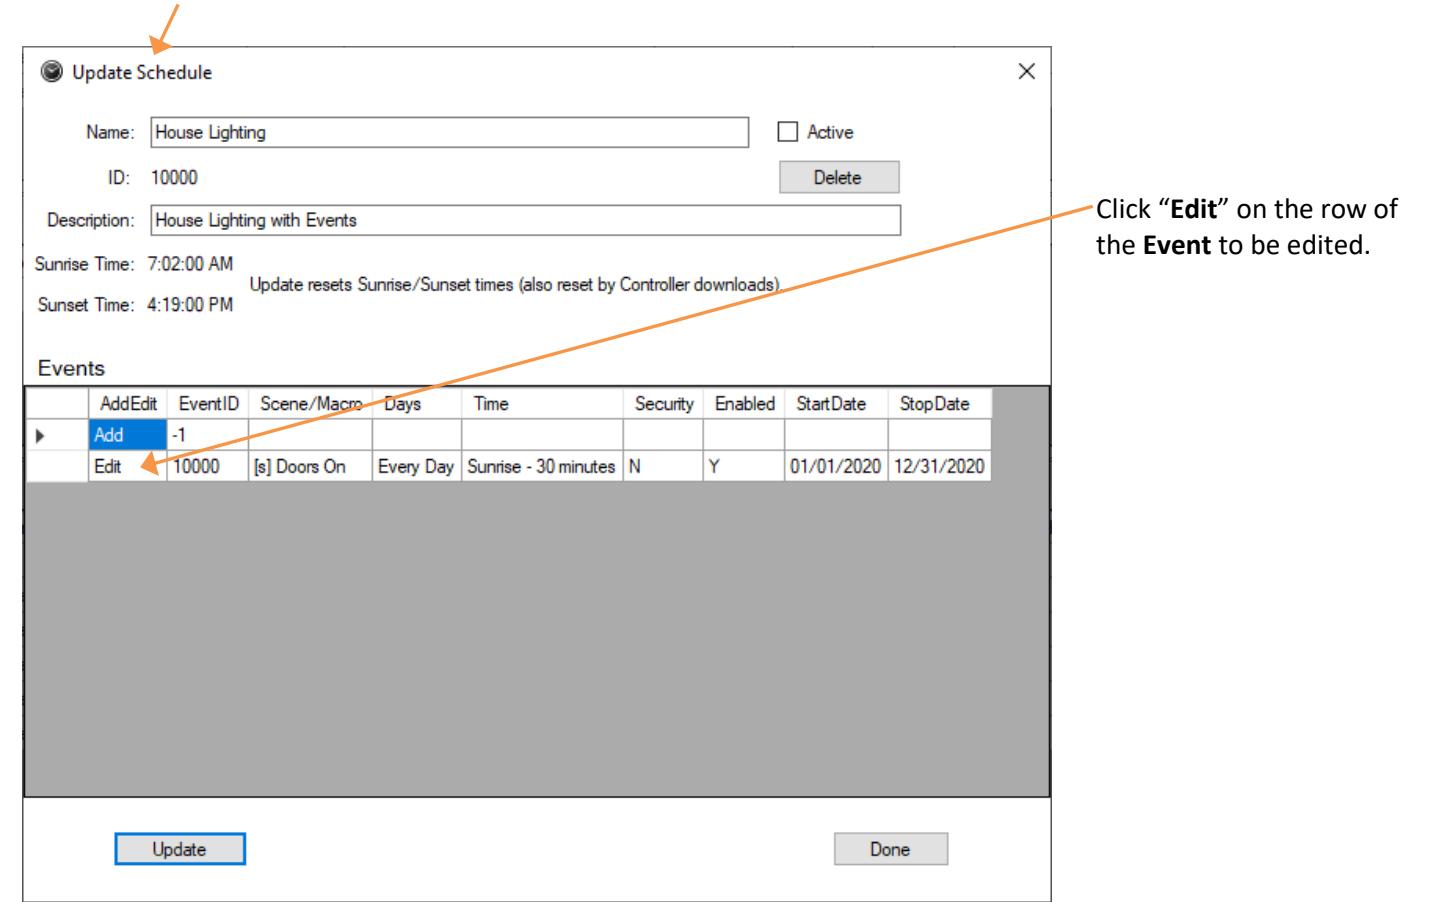 Update Schedule
Name: House Lighting Active
ID: 10000 Delete
Description: House Lighting with Events
Click “Edit” on the row of
the Event to be edited.
Sunrise Time: 7:02:00 AM
Update resets Sunrise/Sunset times (also reset by Controller downloads).
Sunset Time: 4:19:00 PM
Events
AddEdit EventID Scene/Macro Days Time Security Enabled StartDate StopDate
Add -1
Edit 10000 [s] Doors On Every Day Sunrise - 30 minutes N Y 01/01/2020 12/31/2020
Update Done